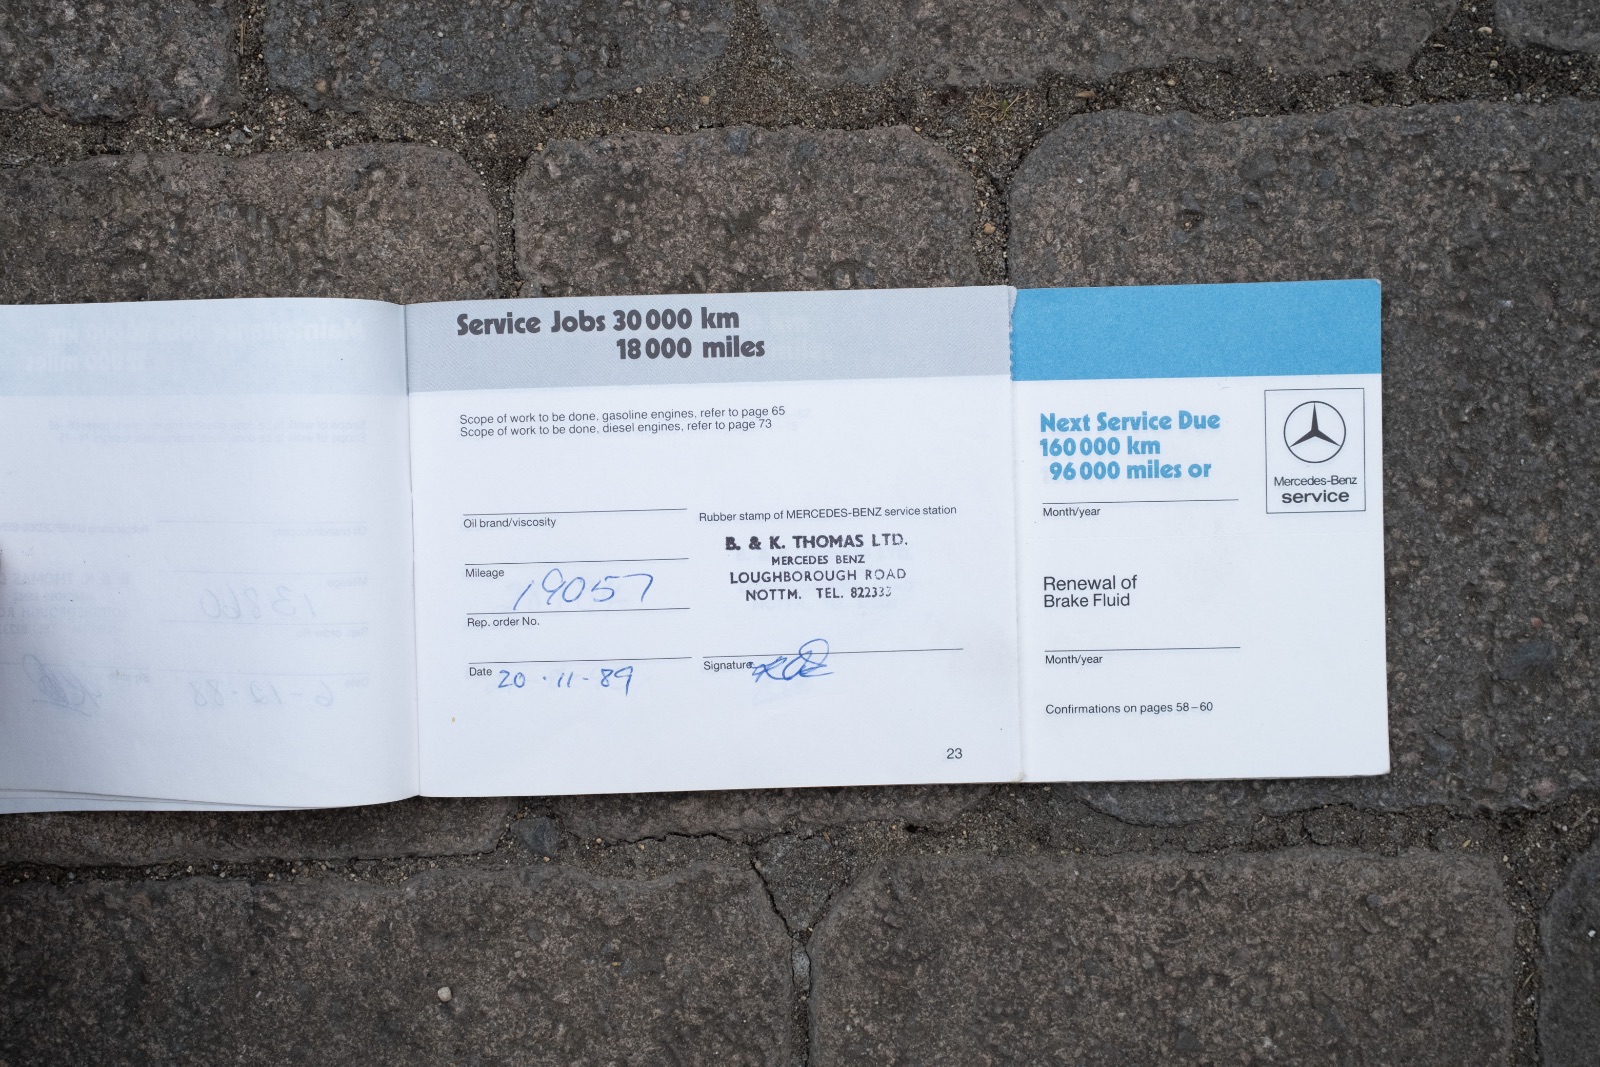 Service Jobs 30 000 km
18 000 miles
Scope of work to be done, gasoline engines, refer to page 65
Scope of work to be done, diesel engines, refer to page 73
Oil brand/viscosity
Mileage
19057
Rep. order No.
Date 20·11-89
Rubber stamp of MERCEDES-BENZ service station
B. & K. THOMAS LTD.
MERCEDES BENZ
LOUGHBOROUGH ROAD
NOTTM. TEL. 822333
Signature
23
Next Service Due
160 000 km
96 000 miles or
Month/year
Renewal of
Brake Fluid
Month/year
Confirmations on pages 58–60
Mercedes-Benz
service